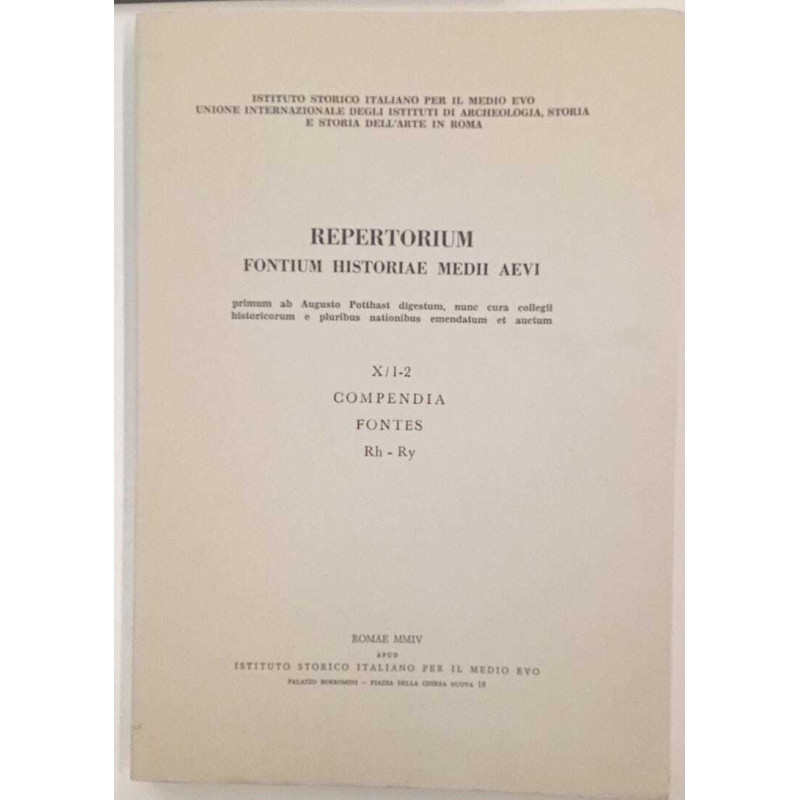 ISTITUTO STORICO ITALIANO PER IL MEDIO EVO
UNIONE INTERNAZIONALE DEGLI ISTITUTI DI ARCHEOLOGIA, STORIA
E STORIA DELL'ARTE IN ROMA
REPERTORIUM
FONTIUM HISTORIAE MEDII AEVI
primum ab Augusto Potthast digestum, nunc cura collegii
historicorum e pluribus nationibus emendatum et auctum
X/1-2
COMPENDIA
FONTES
Rh - Ry
ROMAE MMIV
APUD
ISTITUTO STORICO ITALIANO PER IL MEDIO EVO
PALAZZO BORROMINI - PIAZZA DELLA CHIESA NUOVA 18